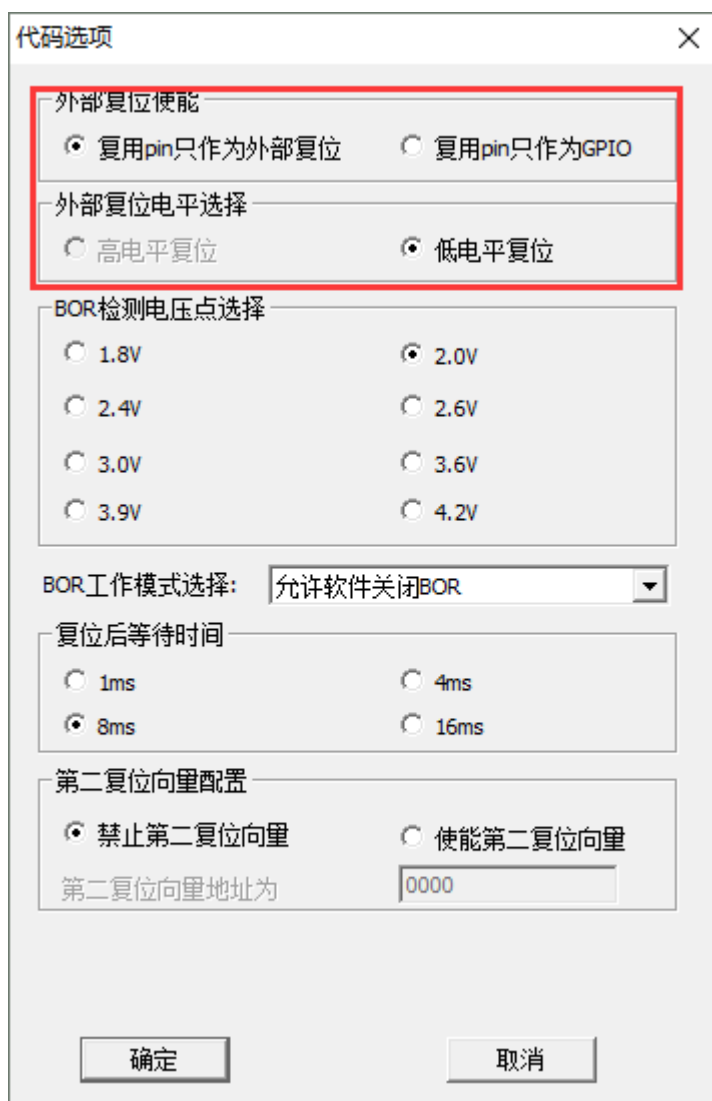 代码选项
外部复位使能
复用pin只作为外部复位 复用pin只作为GPIO
外部复位电平选择
高电平复位 低电平复位
BOR检测电压点选择
1.8V 2.0V
2.4V 2.6V
3.0V 3.6V
3.9V 4.2V
BOR工作模式选择: 允许软件关闭BOR
复位后等待时间
1ms 4ms
8ms 16ms
第二复位向量配置
禁止第二复位向量 使能第二复位向量
第二复位向量地址为 0000
确定 取消